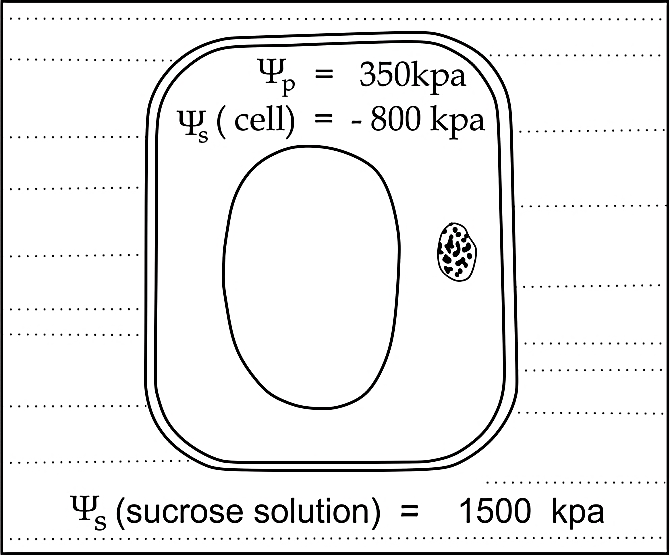 Ψp = 350kpa
Ψs ( cell) = - 800 kpa
Ψs (sucrose solution) = 1500 kpa